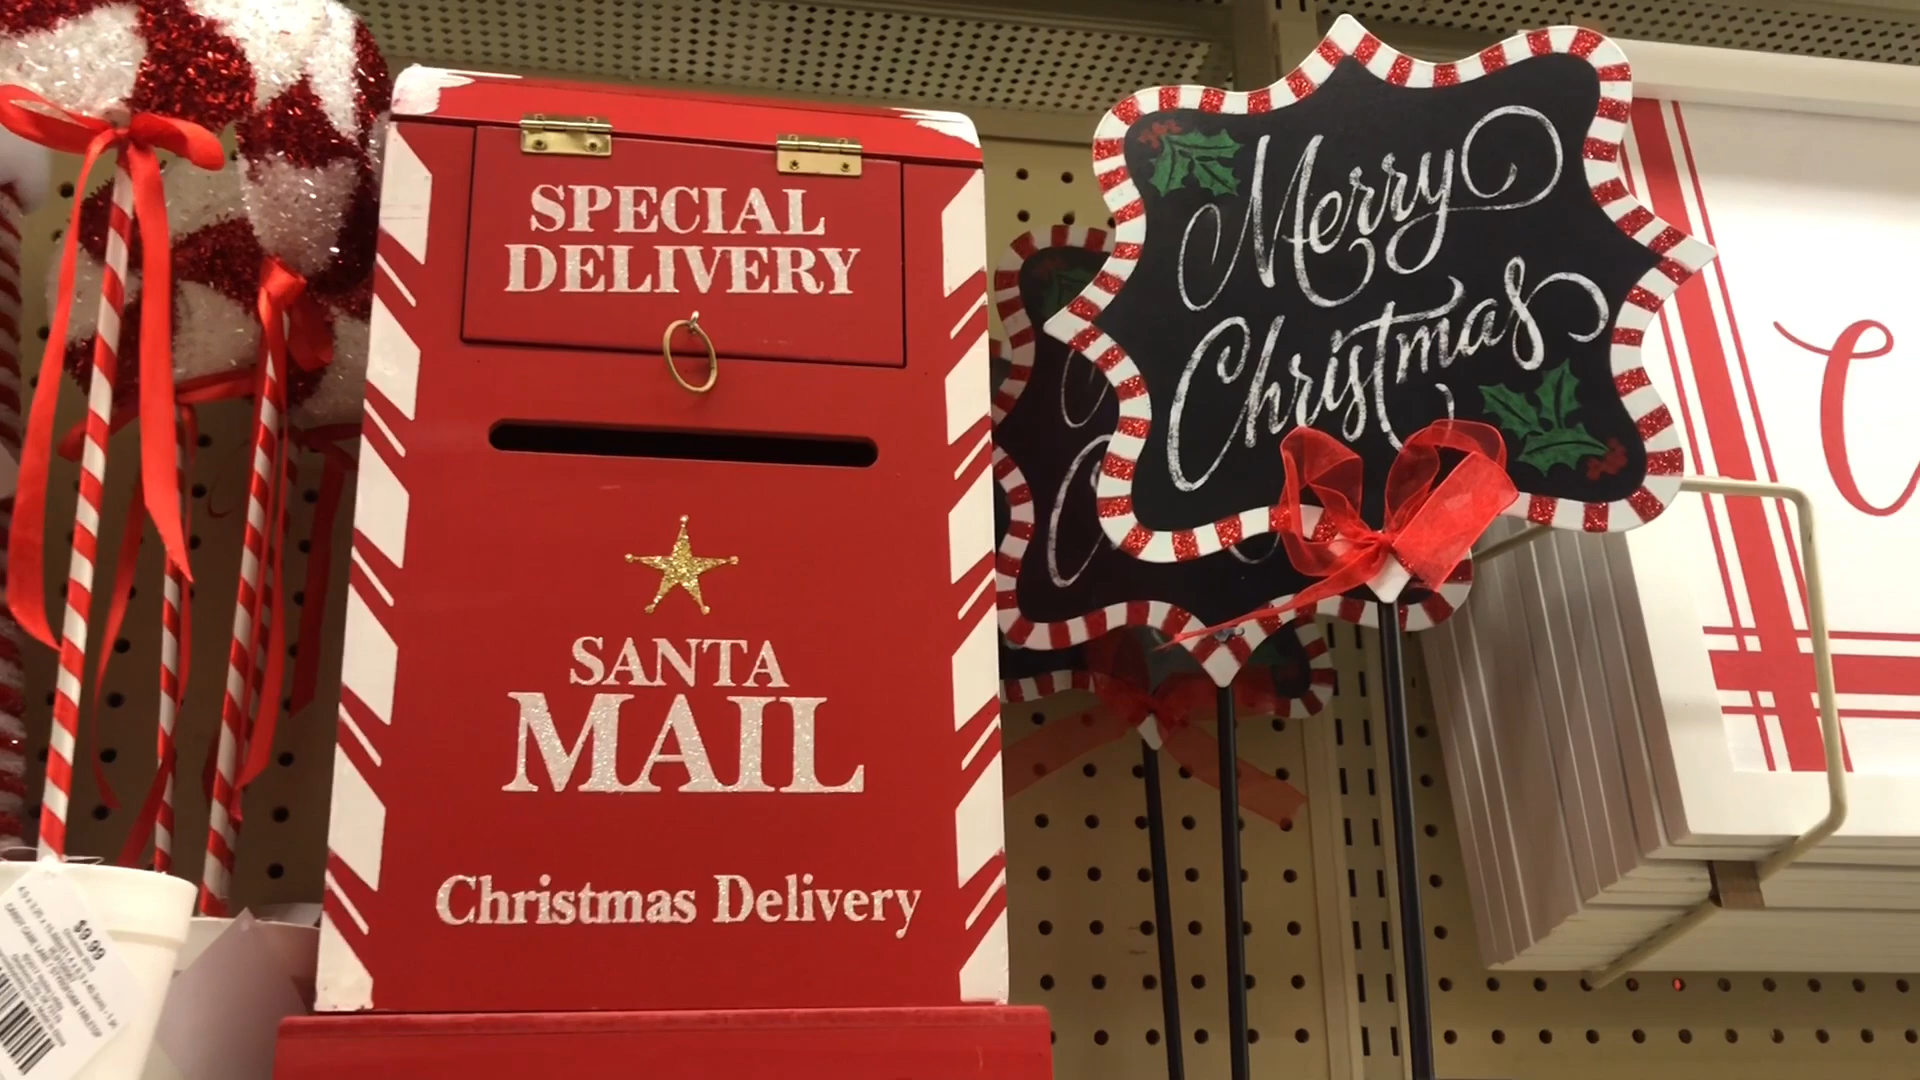 SPECIAL
DELIVERY
SANTA
MAIL
Christmas Delivery
Merry
Christmas
C
$9.99